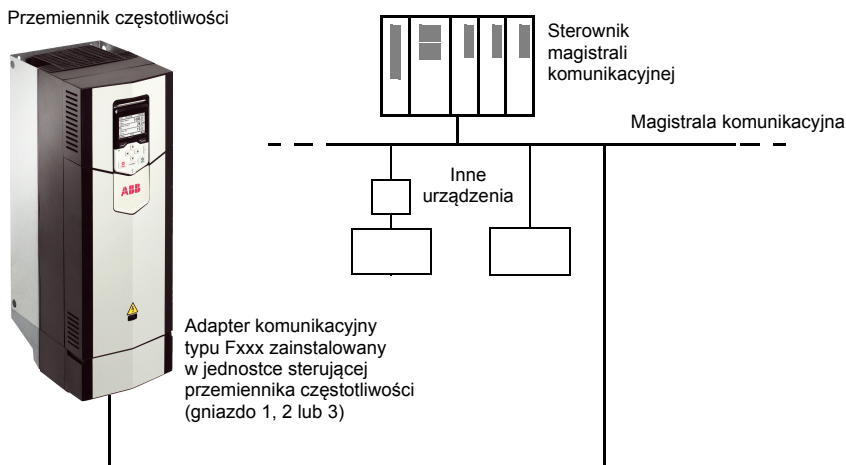 Przemiennik częstotliwości
Sterownik
magistrali
komunikacyjnej
Magistrala komunikacyjna
Inne
urządzenia
ABB
Adapter komunikacyjny
typu Fxxx zainstalowany
w jednostce sterującej
przemiennika częstotliwości
(gniazdo 1, 2 lub 3)